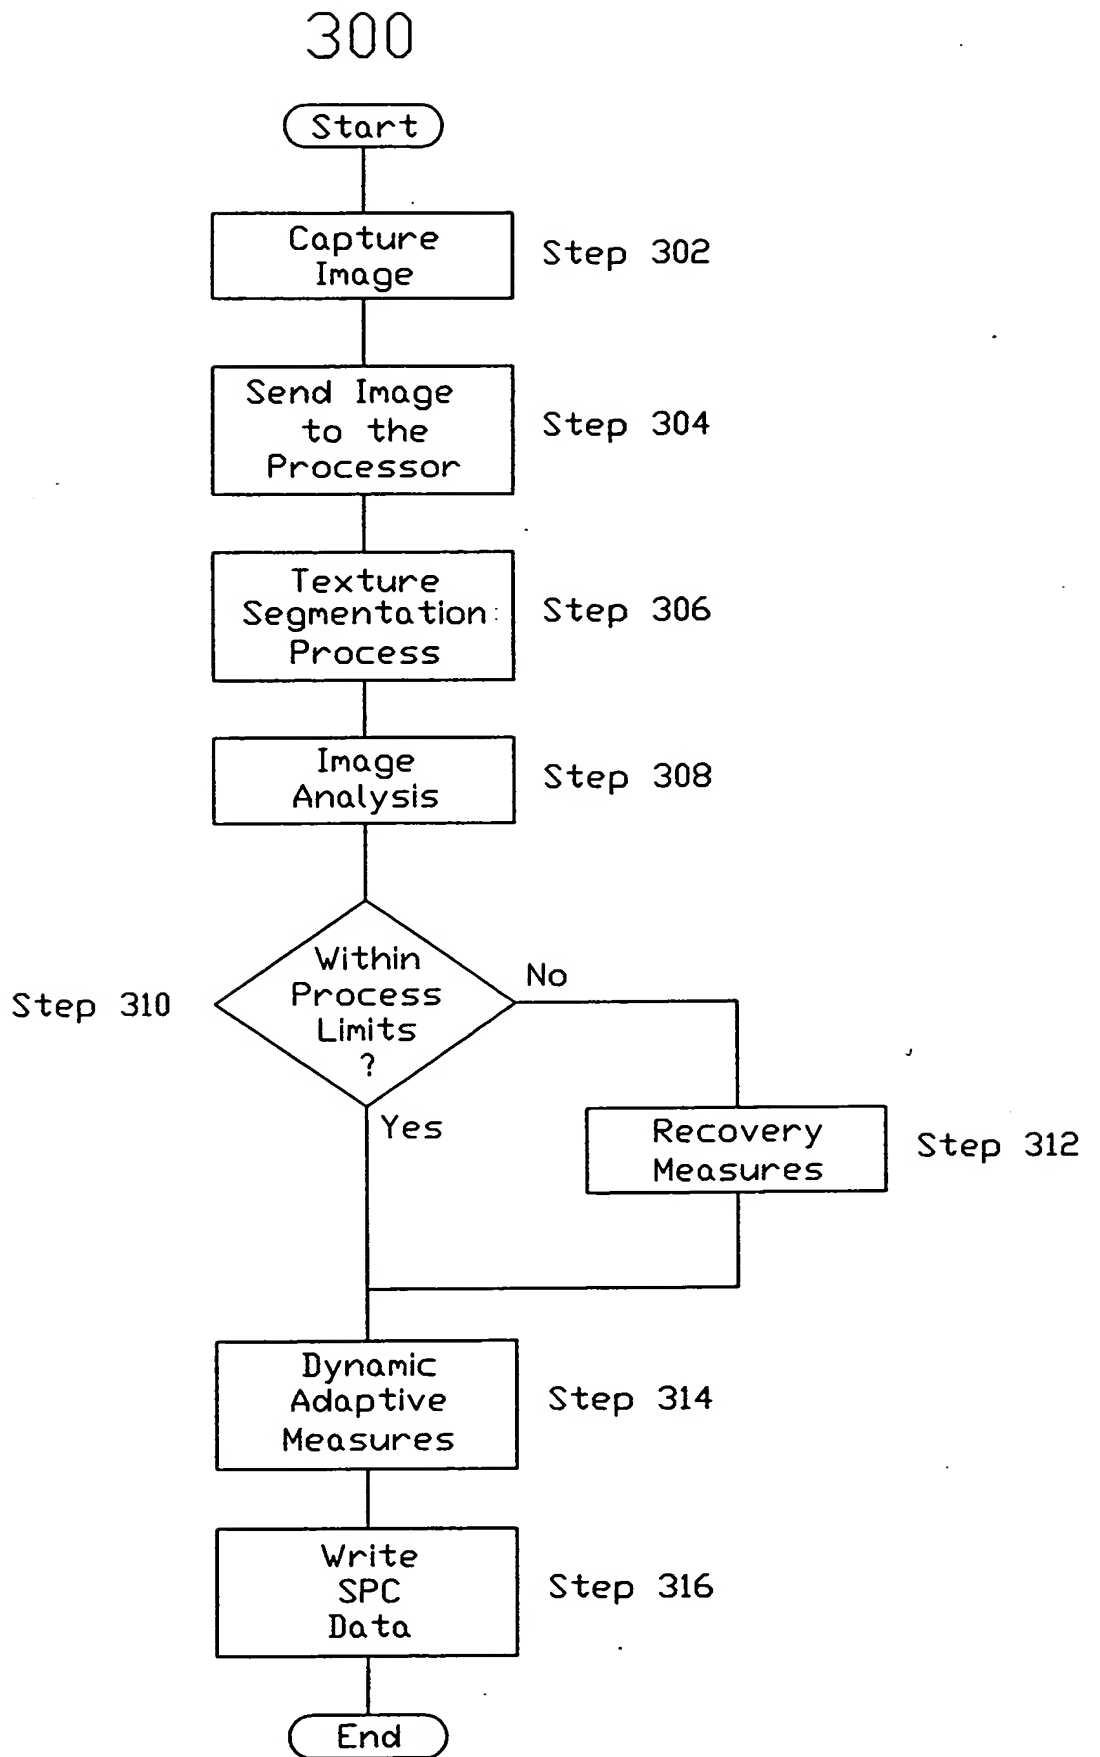 300
Start
Capture
Image
Step 302
Send Image
to the
Processor
Step 304
Texture
Segmentation
Process
Step 306
Image
Analysis
Step 308
Within
Process
Limits
?
Step 310
No
Yes
Recovery
Measures
Step 312
Dynamic
Adaptive
Measures
Step 314
Write
SPC
Data
Step 316
End